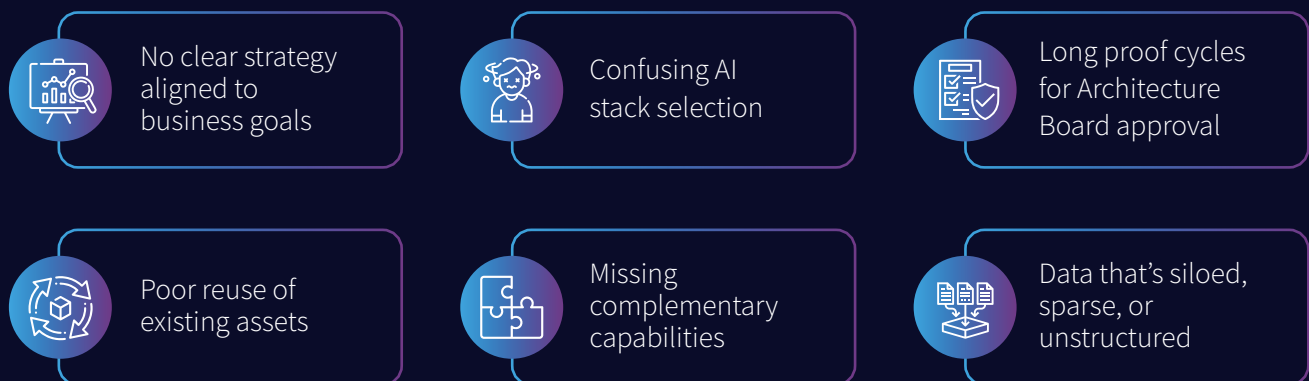 No clear strategy
aligned to
business goals
Confusing AI
stack selection
Long proof cycles
for Architecture
Board approval
Poor reuse of
existing assets
Missing
complementary
capabilities
Data that’s siloed,
sparse, or
unstructured